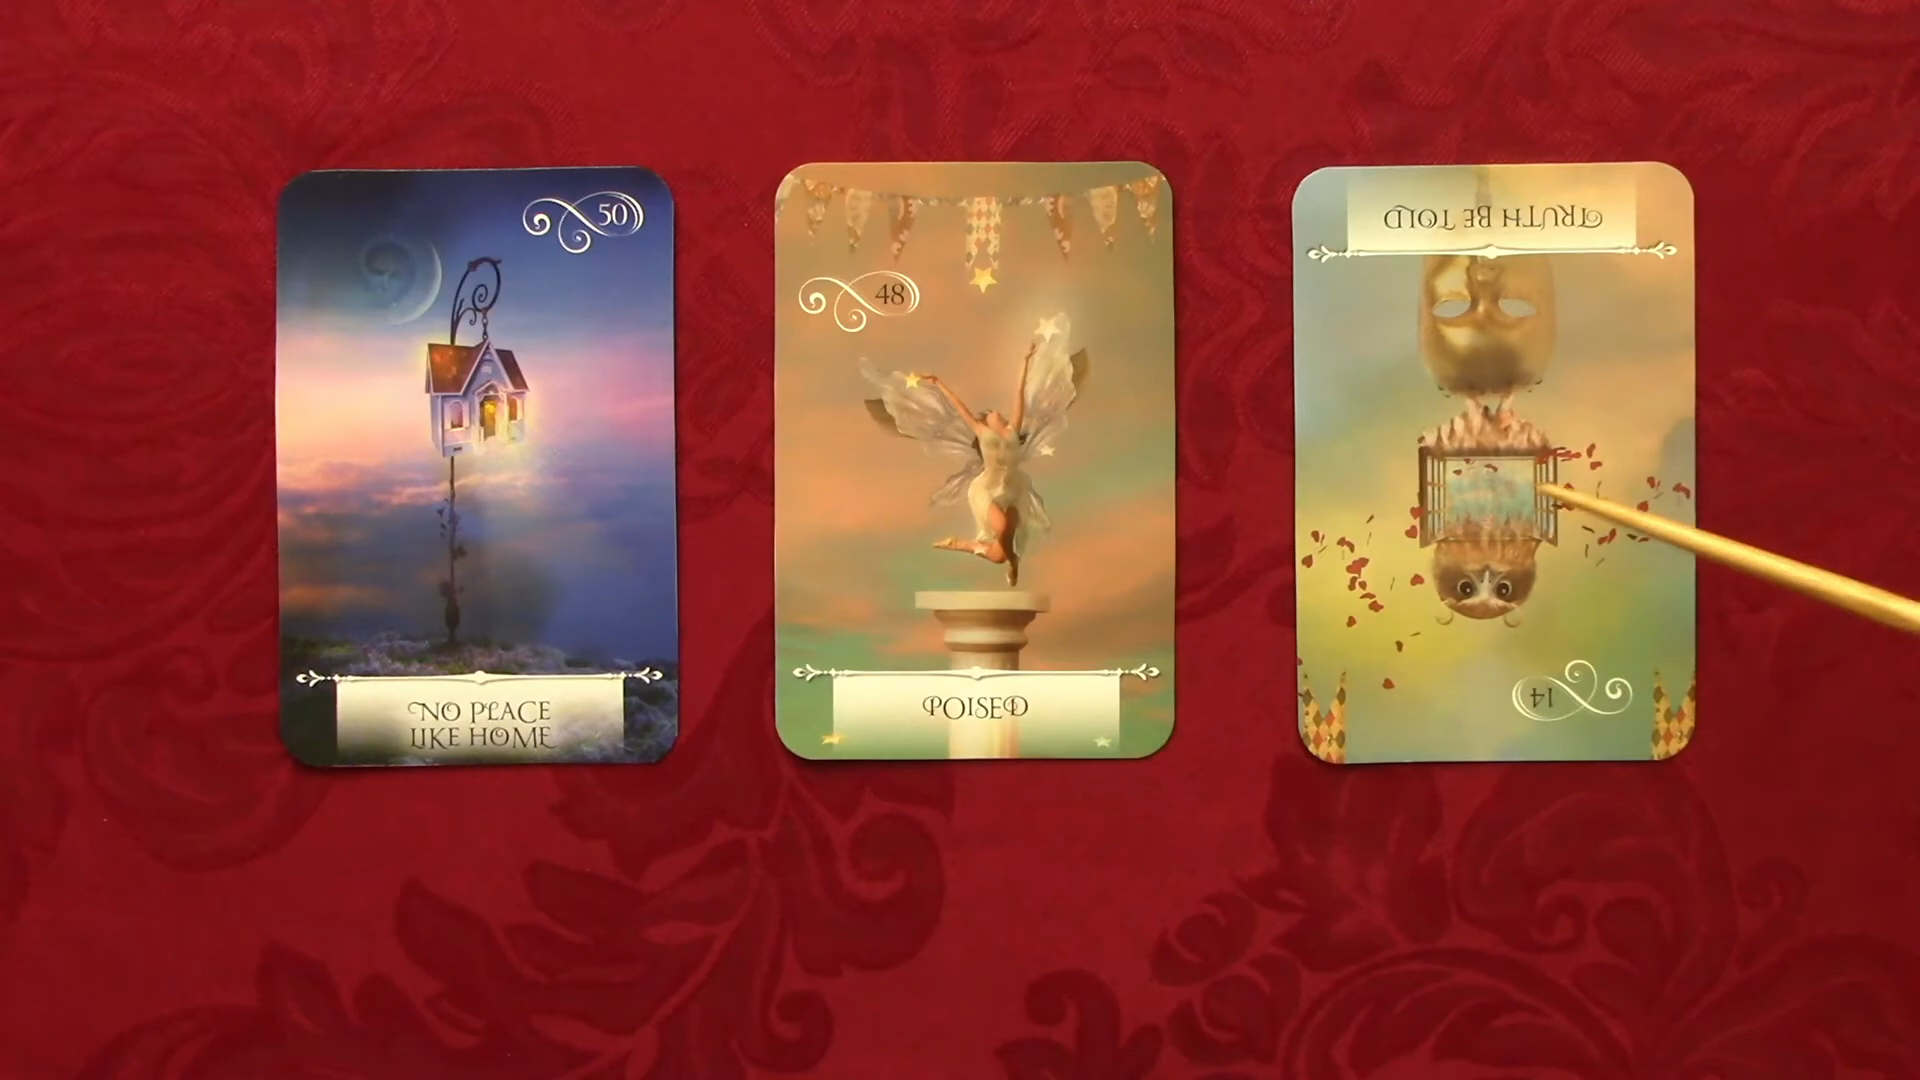 50
NO PLACE
LIKE HOME
48
POISED
TRUTH BE TOLD
14